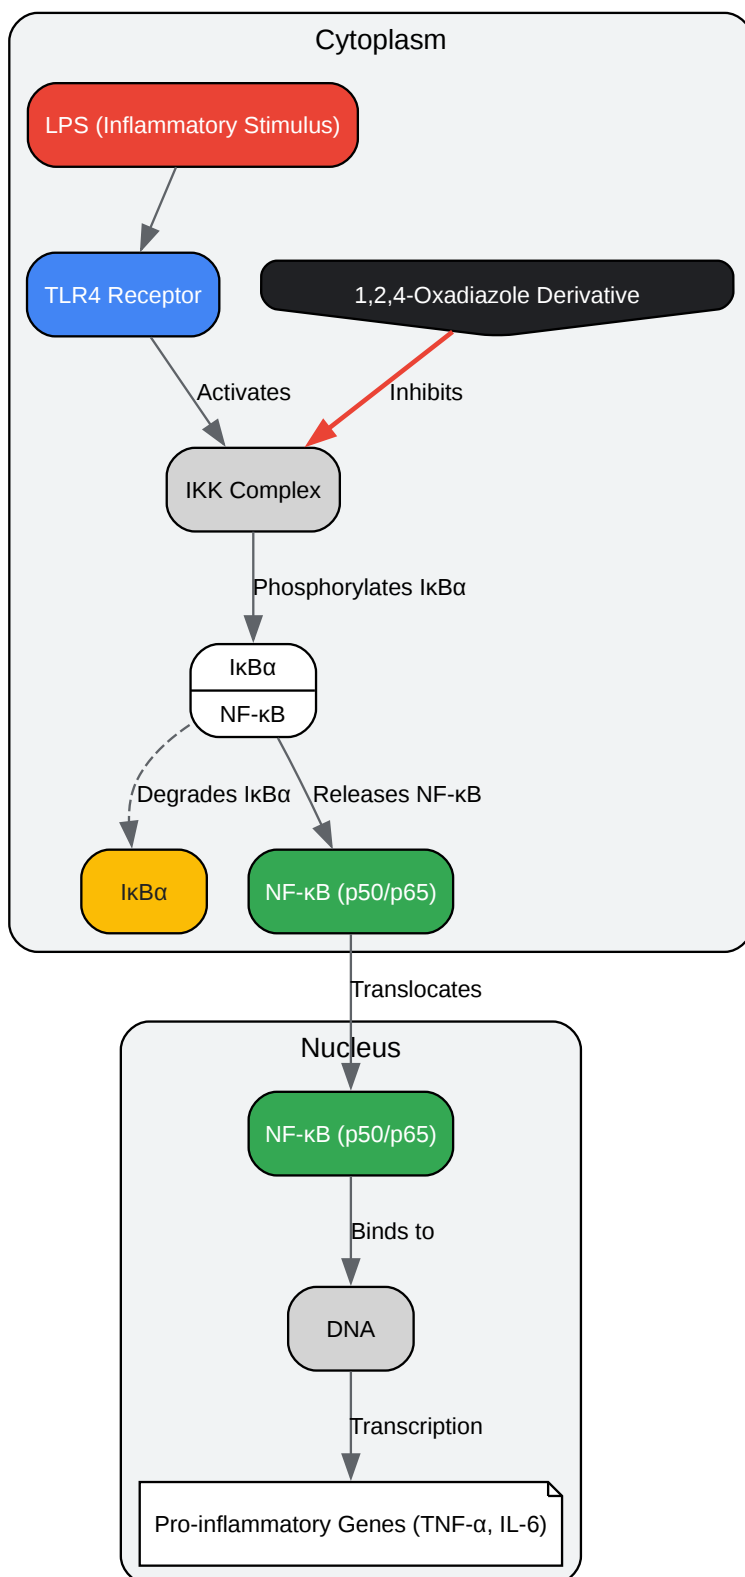 Cytoplasm
LPS (Inflammatory Stimulus)
TLR4 Receptor
1,2,4-Oxadiazole Derivative
Activates
Inhibits
IKK Complex
Phosphorylates IκBα
IκBα
NF-κB
Degrades IκBα
Releases NF-κB
IκBα
NF-κB (p50/p65)
Translocates
Nucleus
NF-κB (p50/p65)
Binds to
DNA
Transcription
Pro-inflammatory Genes (TNF-α, IL-6)